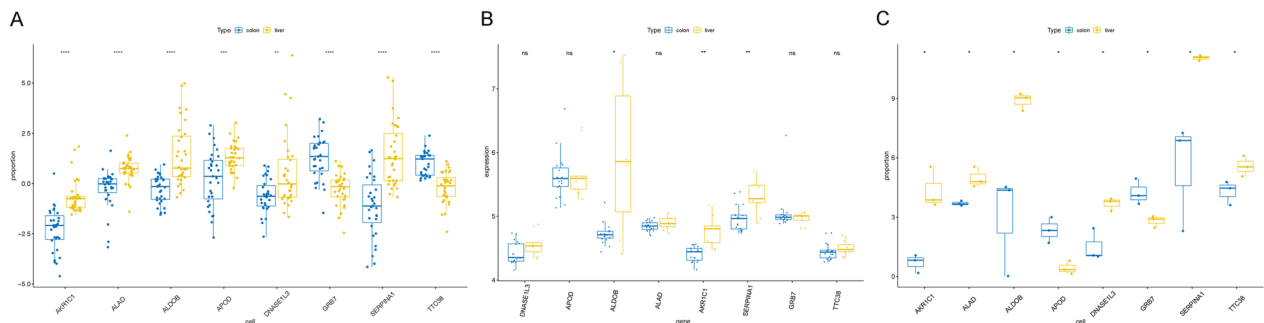 A
Type colon liver
**** **** **** *** ** **** **** ****
proportion
5.0
2.5
0.0
−2.5
−5.0
AKR1C1 ALAD ALDOB APOD DNASE1L3 GRB7 SERPINA1 TTC38
cell
B
Type colon liver
ns ns * ns ** ** ns ns
expression
7
6
5
4
DNASE1L3 APOD ALDOB ALAD AKR1C1 SERPINA1 GRB7 TTC38
gene
C
Type colon liver
* * * * * * * *
proportion
9
6
3
0
AKR1C1 ALAD ALDOB APOD DNASE1L3 GRB7 SERPINA1 TTC38
cell